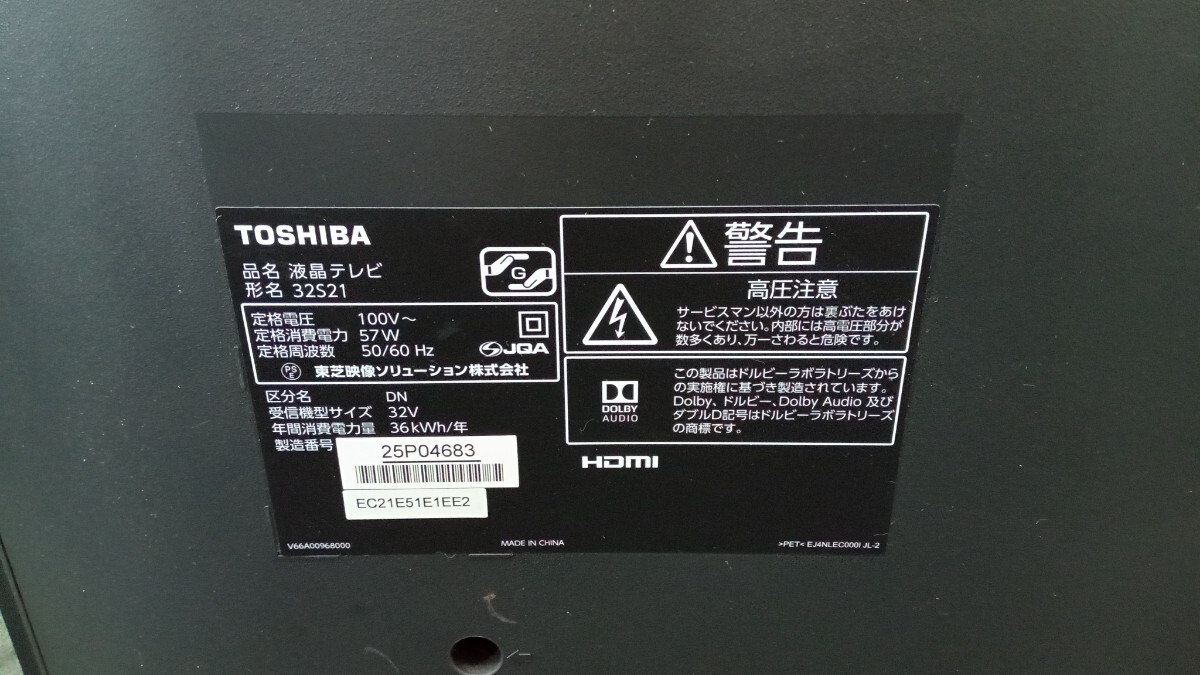 TOSHIBA
品名 液晶テレビ
形名 32S21
G
定格電圧 100V～
定格消費電力 57W
定格周波数 50/60 Hz
JQA
PS
E
東芝映像ソリューション株式会社
区分名 DN
受信機型サイズ 32V
年間消費電力量 36kWh/年
製造番号
25P04683
EC21E51E1EE2
V66A00968000
MADE IN CHINA
警告
高圧注意
サービスマン以外の方は裏ぶたをあけ
ないでください。内部には高電圧部分が
数多くあり、万一さわると危険です。
DOLBY
AUDIO
この製品はドルビーラボラトリーズから
の実施権に基づき製造されています。
Dolby、ドルビー、Dolby Audio 及び
ダブルD記号はドルビーラボラトリーズ
の商標です。
HDMI
>PET< EJ4NLEC000I JL-2